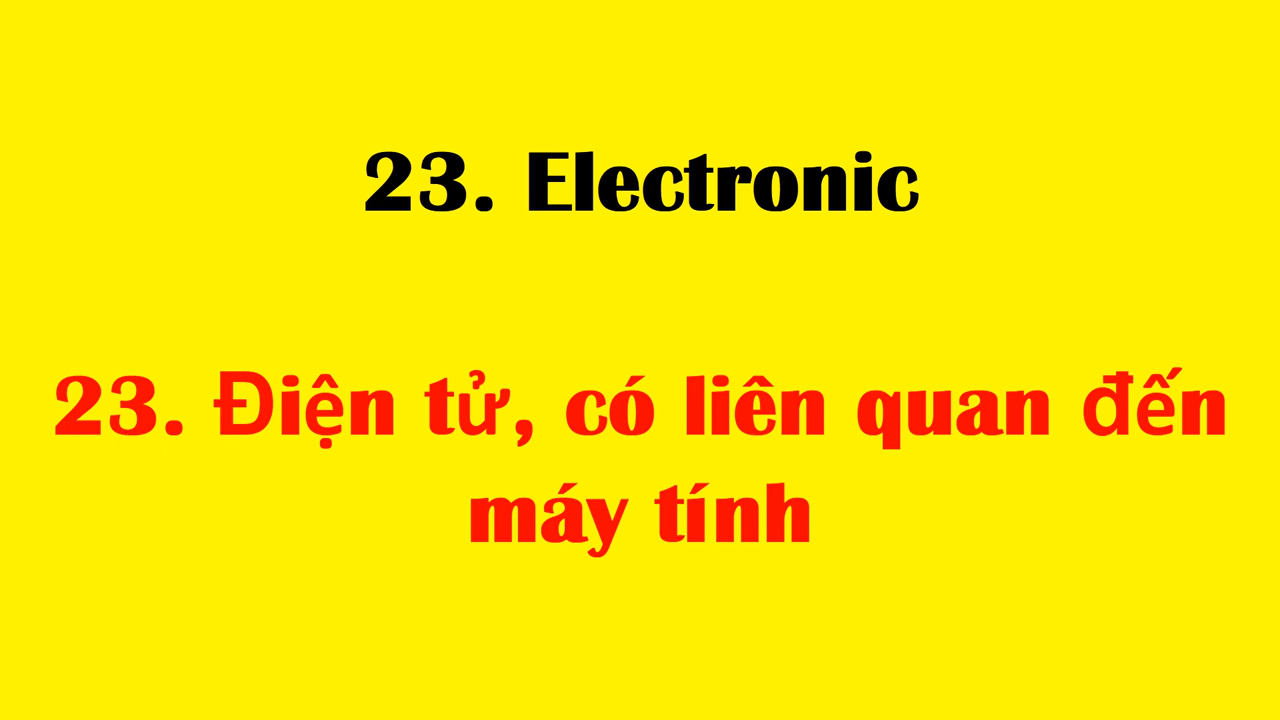 23. Electronic
23. Điện tử, có liên quan đến
máy tính